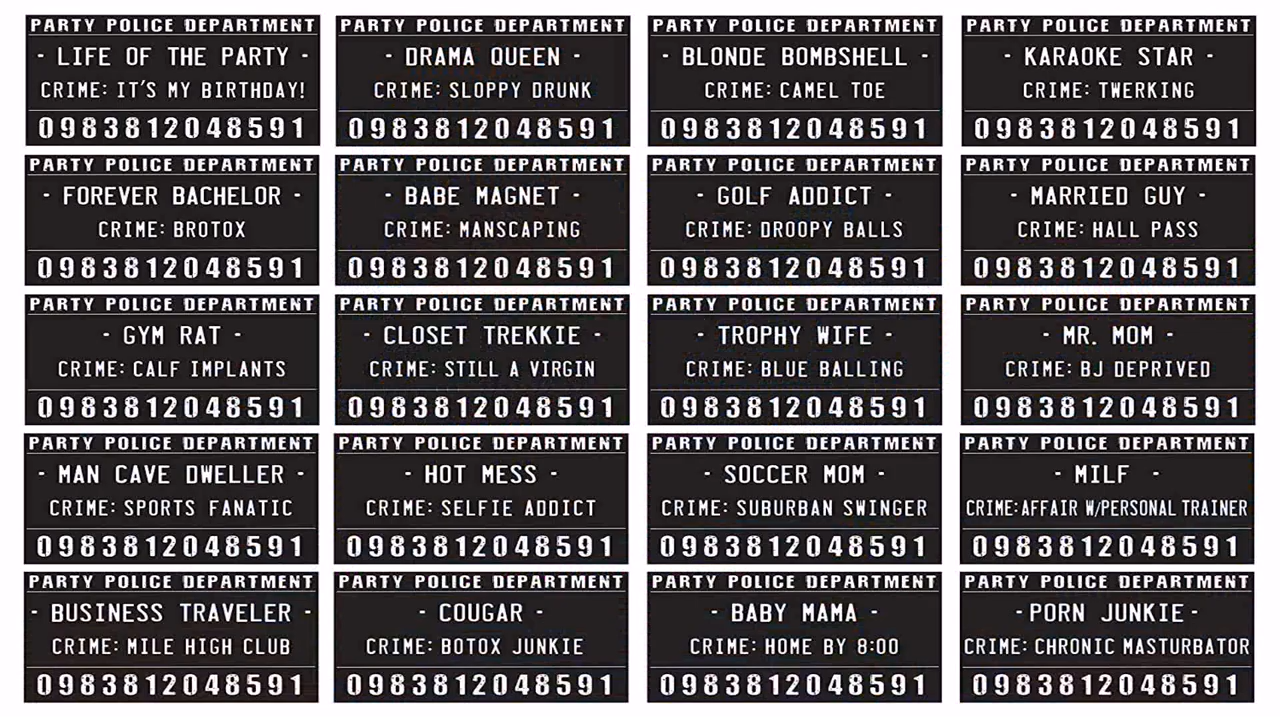 PARTY POLICE DEPARTMENT
- LIFE OF THE PARTY -
CRIME: IT'S MY BIRTHDAY!
0983812048591
PARTY POLICE DEPARTMENT
- DRAMA QUEEN -
CRIME: SLOPPY DRUNK
0983812048591
PARTY POLICE DEPARTMENT
- BLONDE BOMBSHELL -
CRIME: CAMEL TOE
0983812048591
PARTY POLICE DEPARTMENT
- KARAOKE STAR -
CRIME: TWERKING
0983812048591
PARTY POLICE DEPARTMENT
- FOREVER BACHELOR -
CRIME: BROTOX
0983812048591
PARTY POLICE DEPARTMENT
- BABE MAGNET -
CRIME: MANSCAPING
0983812048591
PARTY POLICE DEPARTMENT
- GOLF ADDICT -
CRIME: DROOPY BALLS
0983812048591
PARTY POLICE DEPARTMENT
- MARRIED GUY -
CRIME: HALL PASS
0983812048591
PARTY POLICE DEPARTMENT
- GYM RAT -
CRIME: CALF IMPLANTS
0983812048591
PARTY POLICE DEPARTMENT
- CLOSET TREKKIE -
CRIME: STILL A VIRGIN
0983812048591
PARTY POLICE DEPARTMENT
- TROPHY WIFE -
CRIME: BLUE BALLING
0983812048591
PARTY POLICE DEPARTMENT
- MR. MOM -
CRIME: BJ DEPRIVED
0983812048591
PARTY POLICE DEPARTMENT
- MAN CAVE DWELLER -
CRIME: SPORTS FANATIC
0983812048591
PARTY POLICE DEPARTMENT
- HOT MESS -
CRIME: SELFIE ADDICT
0983812048591
PARTY POLICE DEPARTMENT
- SOCCER MOM -
CRIME: SUBURBAN SWINGER
0983812048591
PARTY POLICE DEPARTMENT
- MILF -
CRIME:AFFAIR W/PERSONAL TRAINER
0983812048591
PARTY POLICE DEPARTMENT
- BUSINESS TRAVELER -
CRIME: MILE HIGH CLUB
0983812048591
PARTY POLICE DEPARTMENT
- COUGAR -
CRIME: BOTOX JUNKIE
0983812048591
PARTY POLICE DEPARTMENT
- BABY MAMA -
CRIME: HOME BY 8:00
0983812048591
PARTY POLICE DEPARTMENT
-PORN JUNKIE-
CRIME: CHRONIC MASTURBATOR
0983812048591